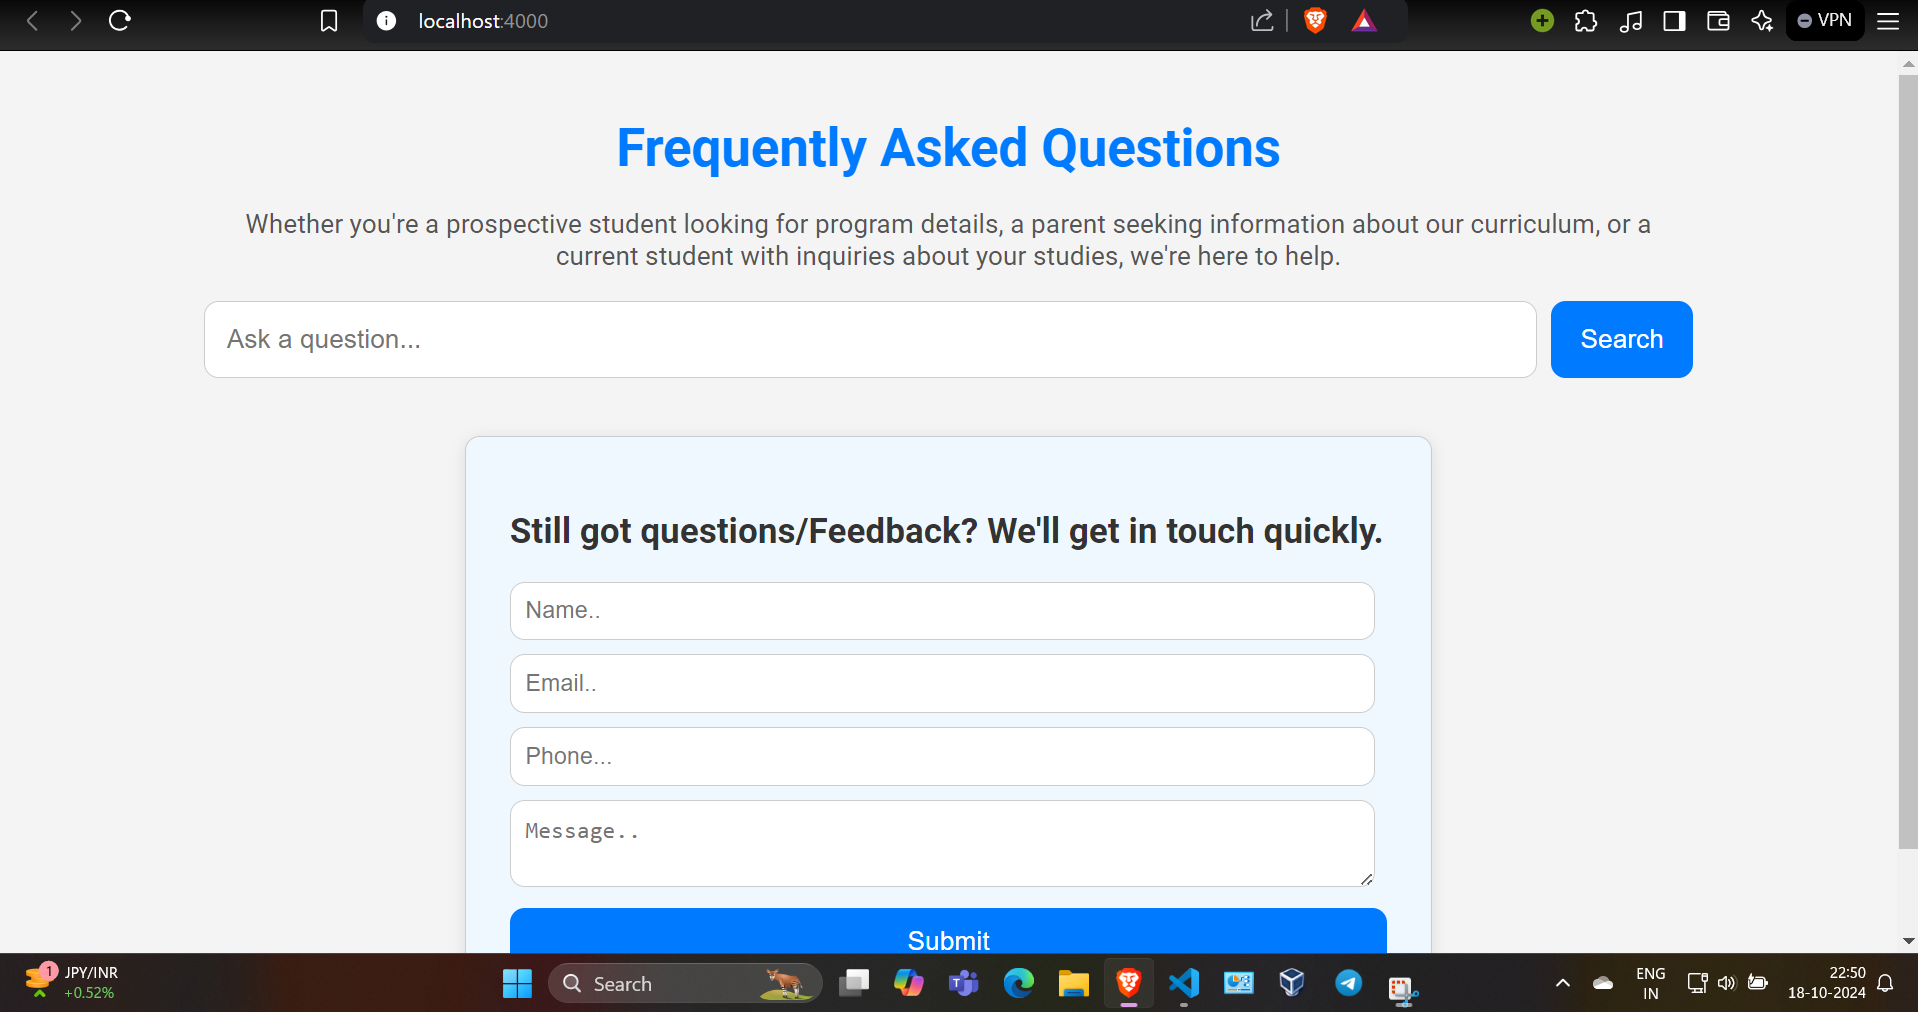 localhost:4000
VPN
Frequently Asked Questions
Whether you're a prospective student looking for program details, a parent seeking information about our curriculum, or a
current student with inquiries about your studies, we're here to help.
Ask a question...
Search
Still got questions/Feedback? We'll get in touch quickly.
Name..
Email..
Phone...
Message..
Submit
1
JPY/INR
+0.52%
Search
ENG
IN
22:50
18-10-2024